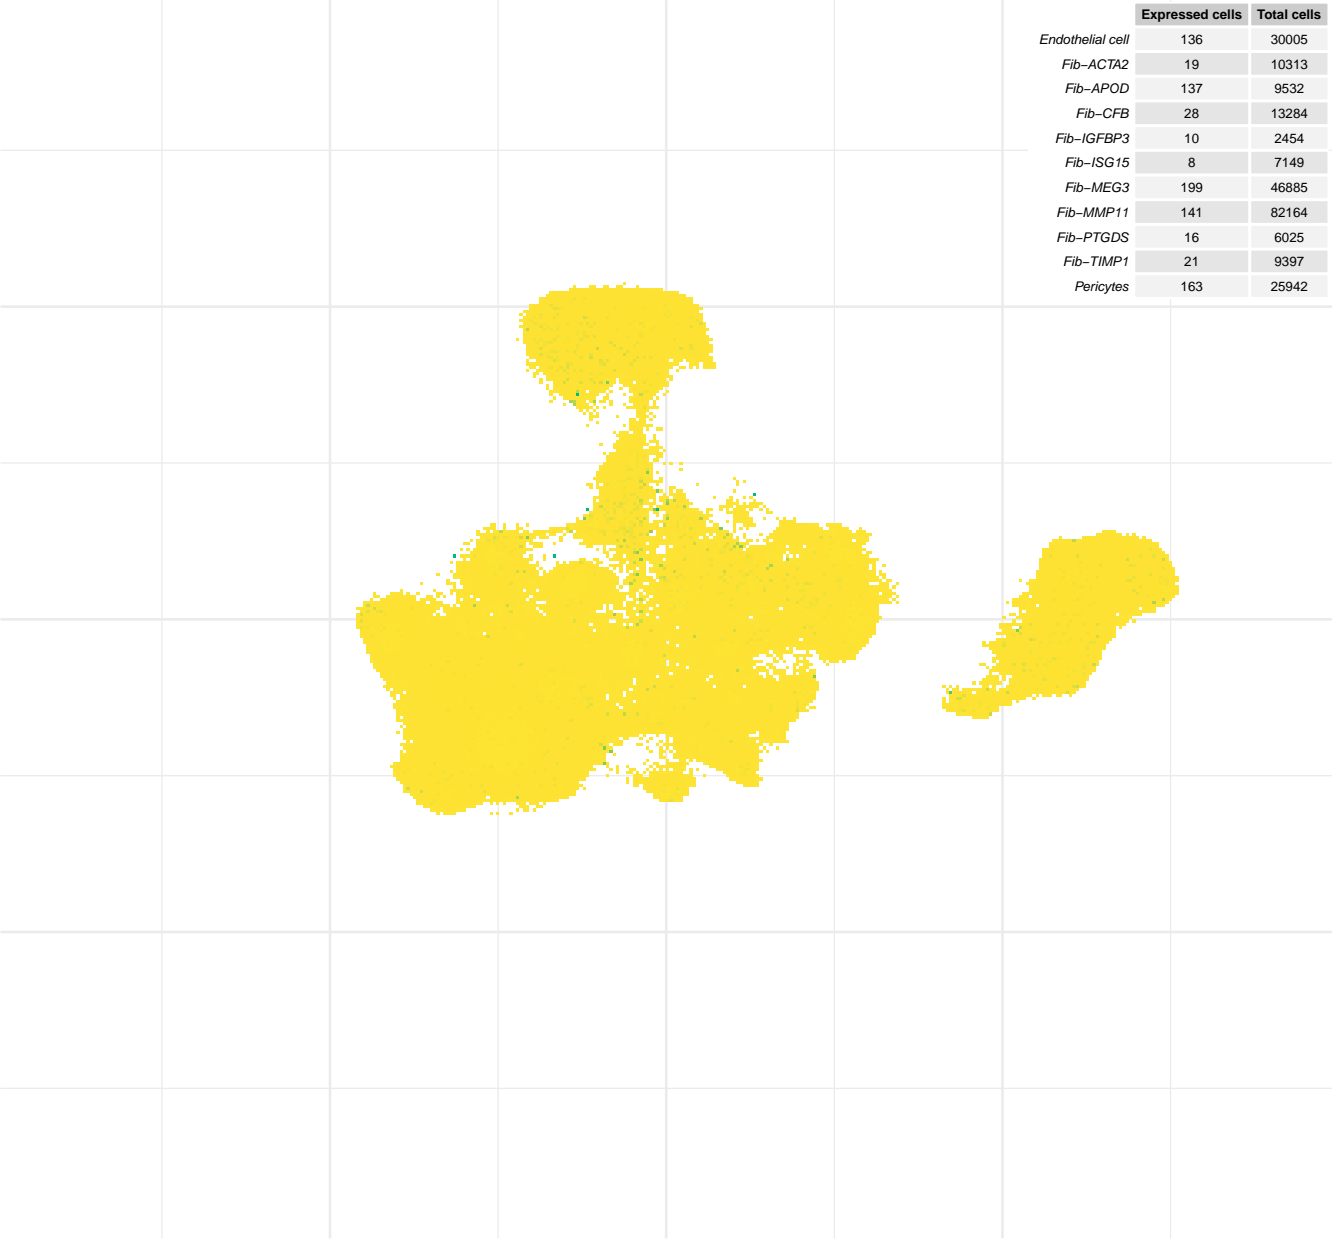 Expressed cells Total cells
Endothelial cell 136 30005
Fib−ACTA2 19 10313
Fib−APOD 137 9532
Fib−CFB 28 13284
Fib−IGFBP3 10 2454
Fib−ISG15 8 7149
Fib−MEG3 199 46885
Fib−MMP11 141 82164
Fib−PTGDS 16 6025
Fib−TIMP1 21 9397
Pericytes 163 25942